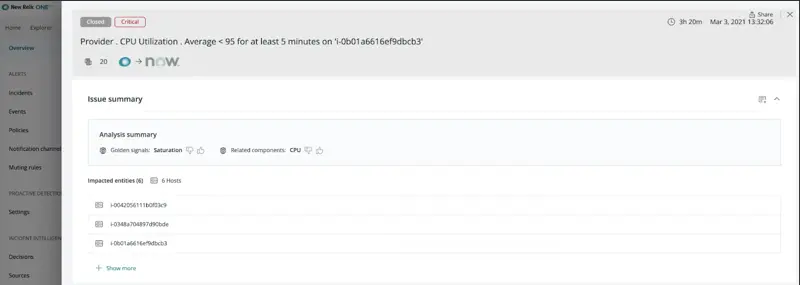 New Relic ONE™
Home Explorer
Overview
ALERTS
Incidents
Events
Policies
Notification channel
Muting rules
PROACTIVE DETECTION
Settings
INCIDENT INTELLIGEN
Decisions
Sources
Closed Critical
Share
3h 20m Mar 3, 2021 13:32:06
Provider . CPU Utilization . Average < 95 for at least 5 minutes on 'i-0b01a6616ef9dbcb3'
20 now.
Issue summary
Analysis summary
Golden signals: Saturation
Related components: CPU
Impacted entities (6) 6 Hosts
i-0042056111b0f03c9
i-0348a704897d90bde
i-0b01a6616ef9dbcb3
Show more